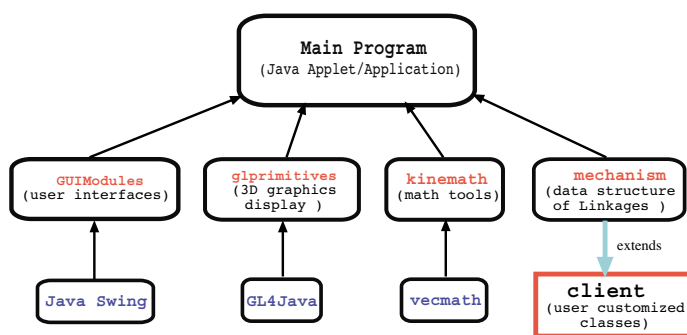 Main Program
(Java Applet/Application)
GUIModules
(user interfaces)
glprimitives
(3D graphics
display )
kinemath
(math tools)
mechanism
(data structure
of Linkages )
extends
Java Swing
GL4Java
vecmath
client
(user customized
classes)